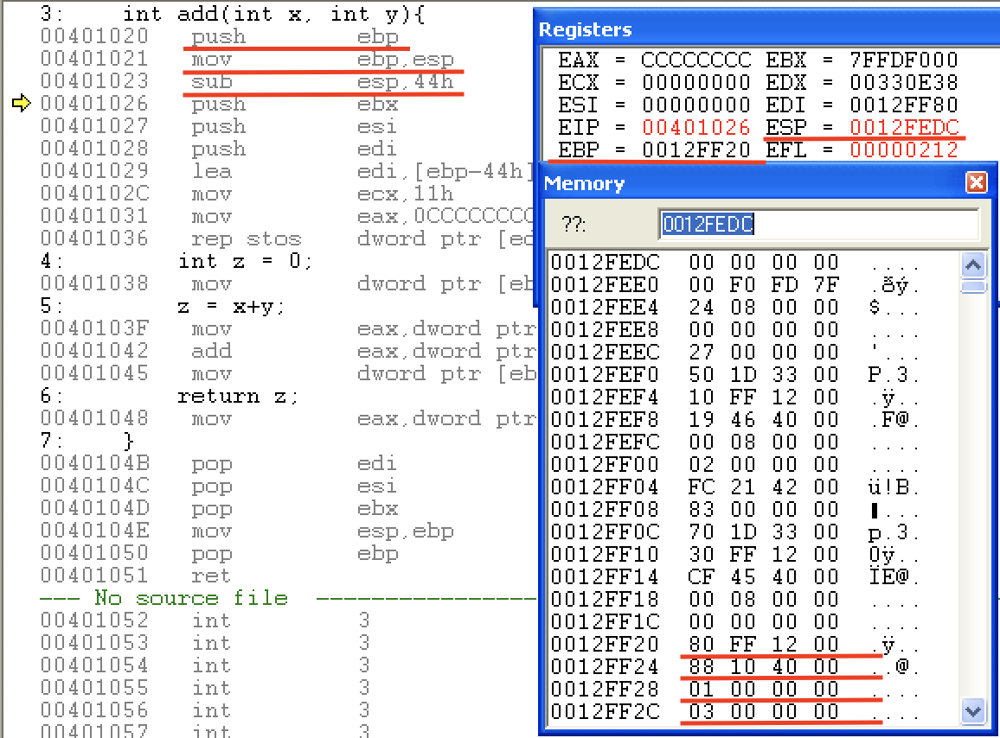 3:     int add(int x, int y){
00401020   push        ebp
00401021   mov         ebp,esp
00401023   sub         esp,44h
00401026   push        ebx
00401027   push        esi
00401028   push        edi
00401029   lea         edi,[ebp-44h]
0040102C   mov         ecx,11h
00401031   mov         eax,0CCCCCCCC
00401036   rep stos    dword ptr [ed
4:         int z = 0;
00401038   mov         dword ptr [eb
5:         z = x+y;
0040103F   mov         eax,dword ptr
00401042   add         eax,dword ptr
00401045   mov         dword ptr [eb
6:         return z;
00401048   mov         eax,dword ptr
7:     }
0040104B   pop         edi
0040104C   pop         esi
0040104D   pop         ebx
0040104E   mov         esp,ebp
00401050   pop         ebp
00401051   ret
--- No source file  ----------------
00401052   int         3
00401053   int         3
00401054   int         3
00401055   int         3
00401056   int         3
00401057   int         3
Registers
EAX = CCCCCCCC EBX = 7FFDF000
ECX = 00000000 EDX = 00330E38
ESI = 00000000 EDI = 0012FF80
EIP = 00401026 ESP = 0012FEDC
EBP = 0012FF20 EFL = 00000212
Memory
??: 0012FEDC
0012FEDC  00 00 00 00  ....
0012FEE0  00 F0 FD 7F  .ðý.
0012FEE4  24 08 00 00  $...
0012FEE8  00 00 00 00  ....
0012FEEC  27 00 00 00  '...
0012FEF0  50 1D 33 00  P.3.
0012FEF4  10 FF 12 00  .ÿ..
0012FEF8  19 46 40 00  .F@.
0012FEFC  00 08 00 00  ....
0012FF00  02 00 00 00  ....
0012FF04  FC 21 42 00  ü!B.
0012FF08  83 00 00 00  ...
0012FF0C  70 1D 33 00  p.3.
0012FF10  30 FF 12 00  0ÿ..
0012FF14  CF 45 40 00  ÏE@.
0012FF18  00 08 00 00  ....
0012FF1C  00 00 00 00  ....
0012FF20  80 FF 12 00  .ÿ..
0012FF24  88 10 40 00  ..@.
0012FF28  01 00 00 00  ....
0012FF2C  03 00 00 00  ....